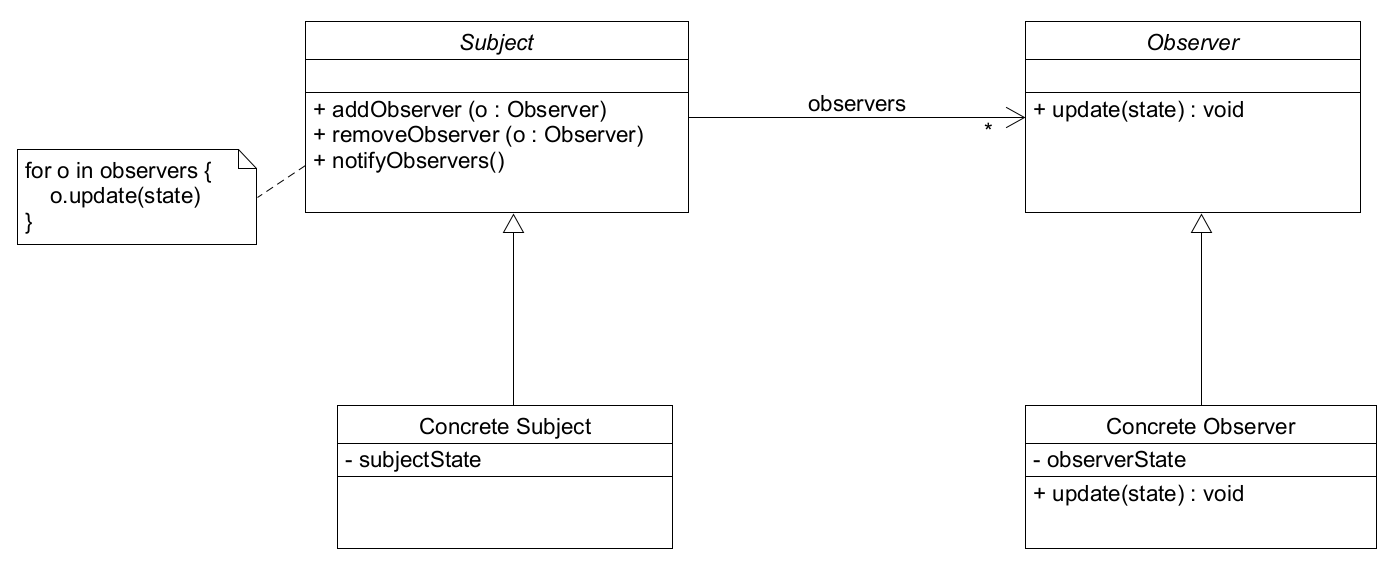 Subject
+ addObserver (o : Observer)
+ removeObserver (o : Observer)
+ notifyObservers()
for o in observers {
o.update(state)
}
observers
*
Observer
+ update(state) : void
Concrete Subject
- subjectState
Concrete Observer
- observerState
+ update(state) : void